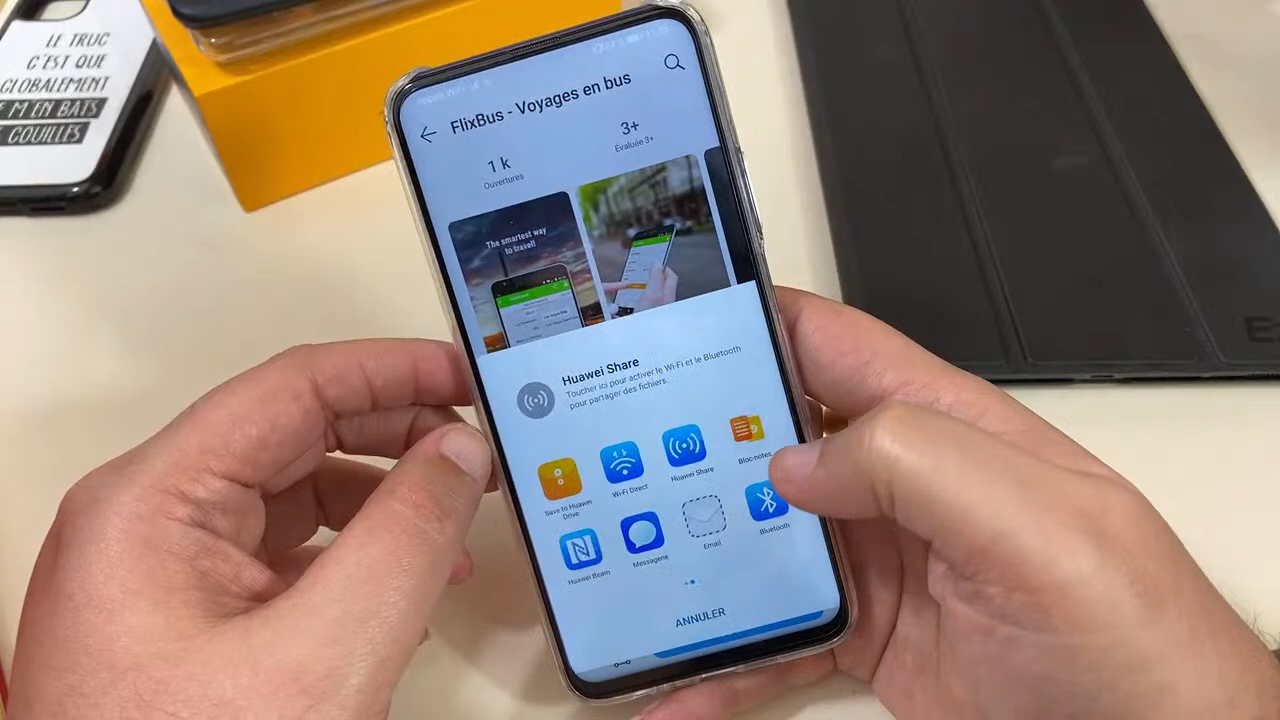 LE TRUC
C'EST QUE
GLOBALEMENT
M EN BATS
COUILLES
FlixBus - Voyages en bus
1 k
Ouvertures
3+
Évaluée 3+
The smartest way
to travel!
Huawei Share
Toucher ici pour activer le Wi-Fi et le Bluetooth
pour partager des fichiers.
Save to Huawei
Drive
Wi-Fi Direct
Huawei Share
Bloc-notes
Huawei Beam
Messagerie
Email
Bluetooth
ANNULER